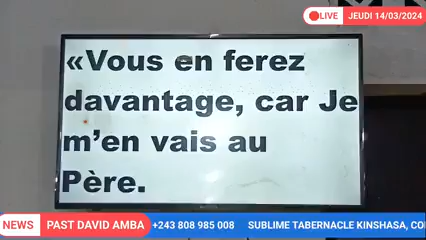 LIVE JEUDI 14/03/2024
«Vous en ferez
davantage, car Je
m'en vais au
Père.
NEWS PAST DAVID AMBA +243 808 985 008 SUBLIME TABERNACLE KINSHASA, CO